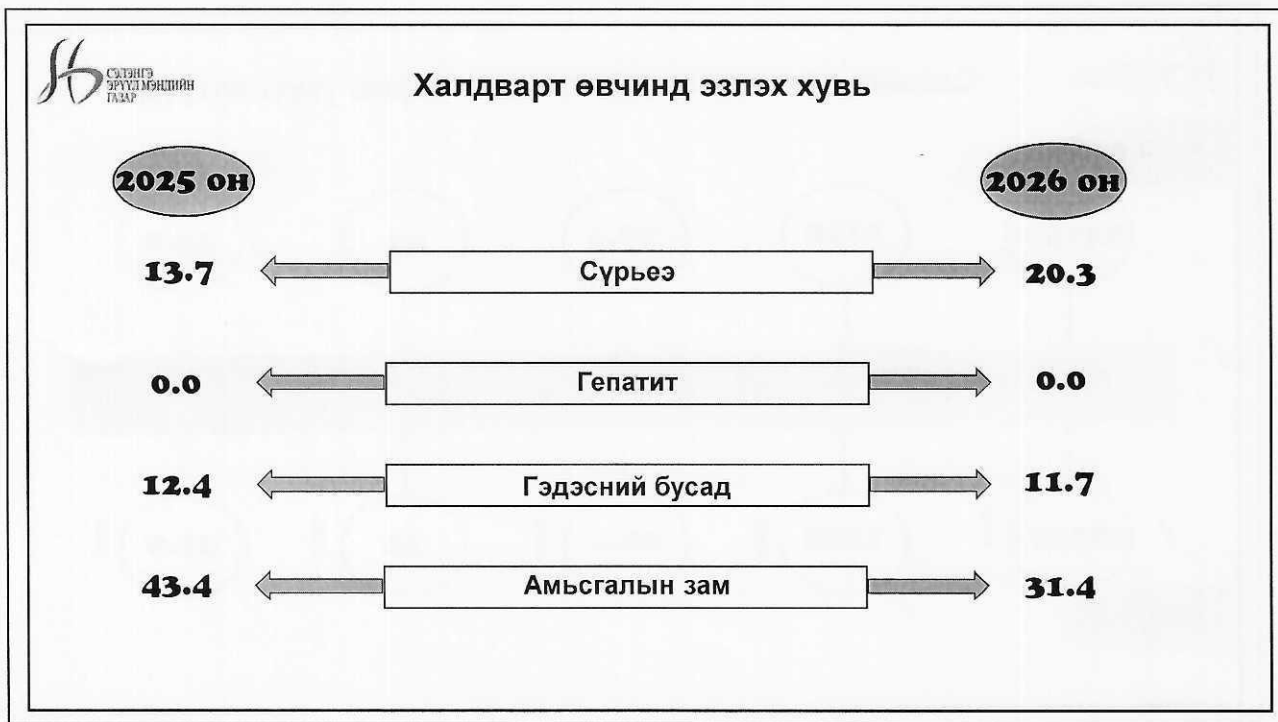 СЭЛЭНГЭ
ЭРҮҮЛ МЭНДИЙН
ГАЗАР
Халдварт өвчинд эзлэх хувь
2025 он 2026 он
13.7 Сүрьеэ 20.3
0.0 Гепатит 0.0
12.4 Гэдэсний бусад 11.7
43.4 Амьсгалын зам 31.4